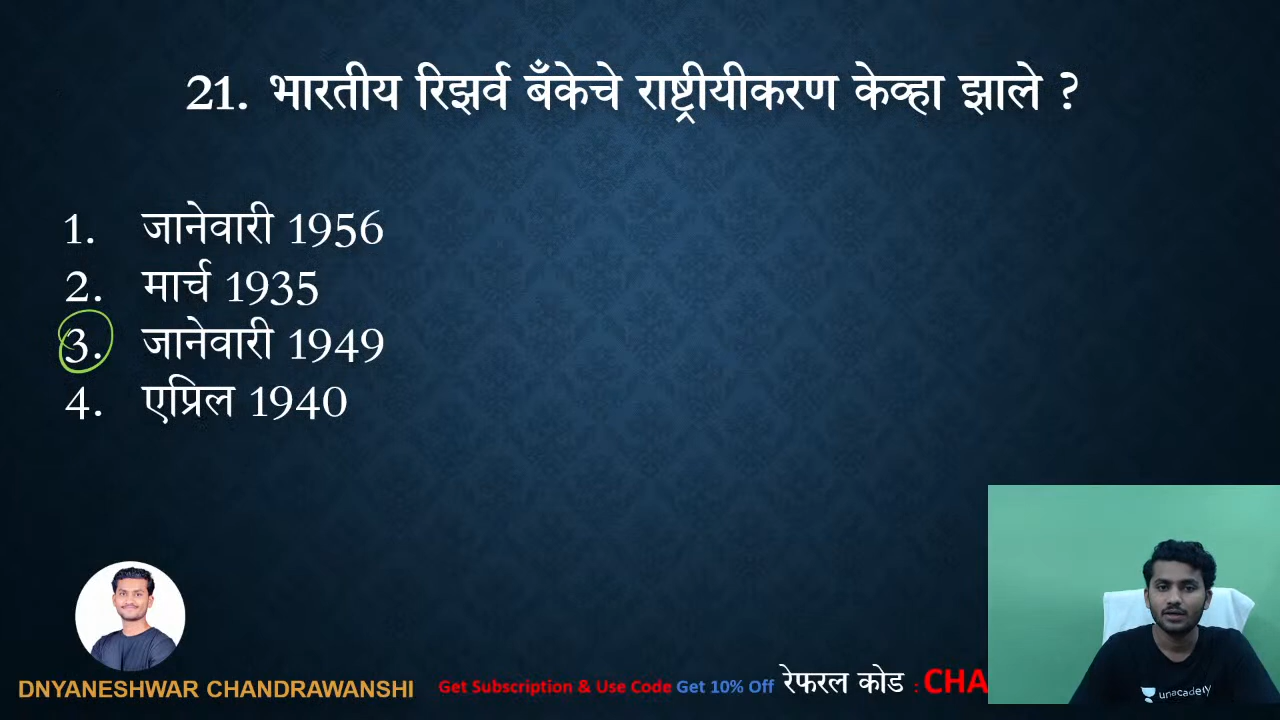 21. भारतीय रिझर्व बँकेचे राष्ट्रीयीकरण केव्हा झाले ?
1. जानेवारी 1956
2. मार्च 1935
3. जानेवारी 1949
4. एप्रिल 1940
DNYANESHWAR CHANDRAWANSHI
Get Subscription & Use Code Get 10% Off रेफरल कोड : CHA
unacademy